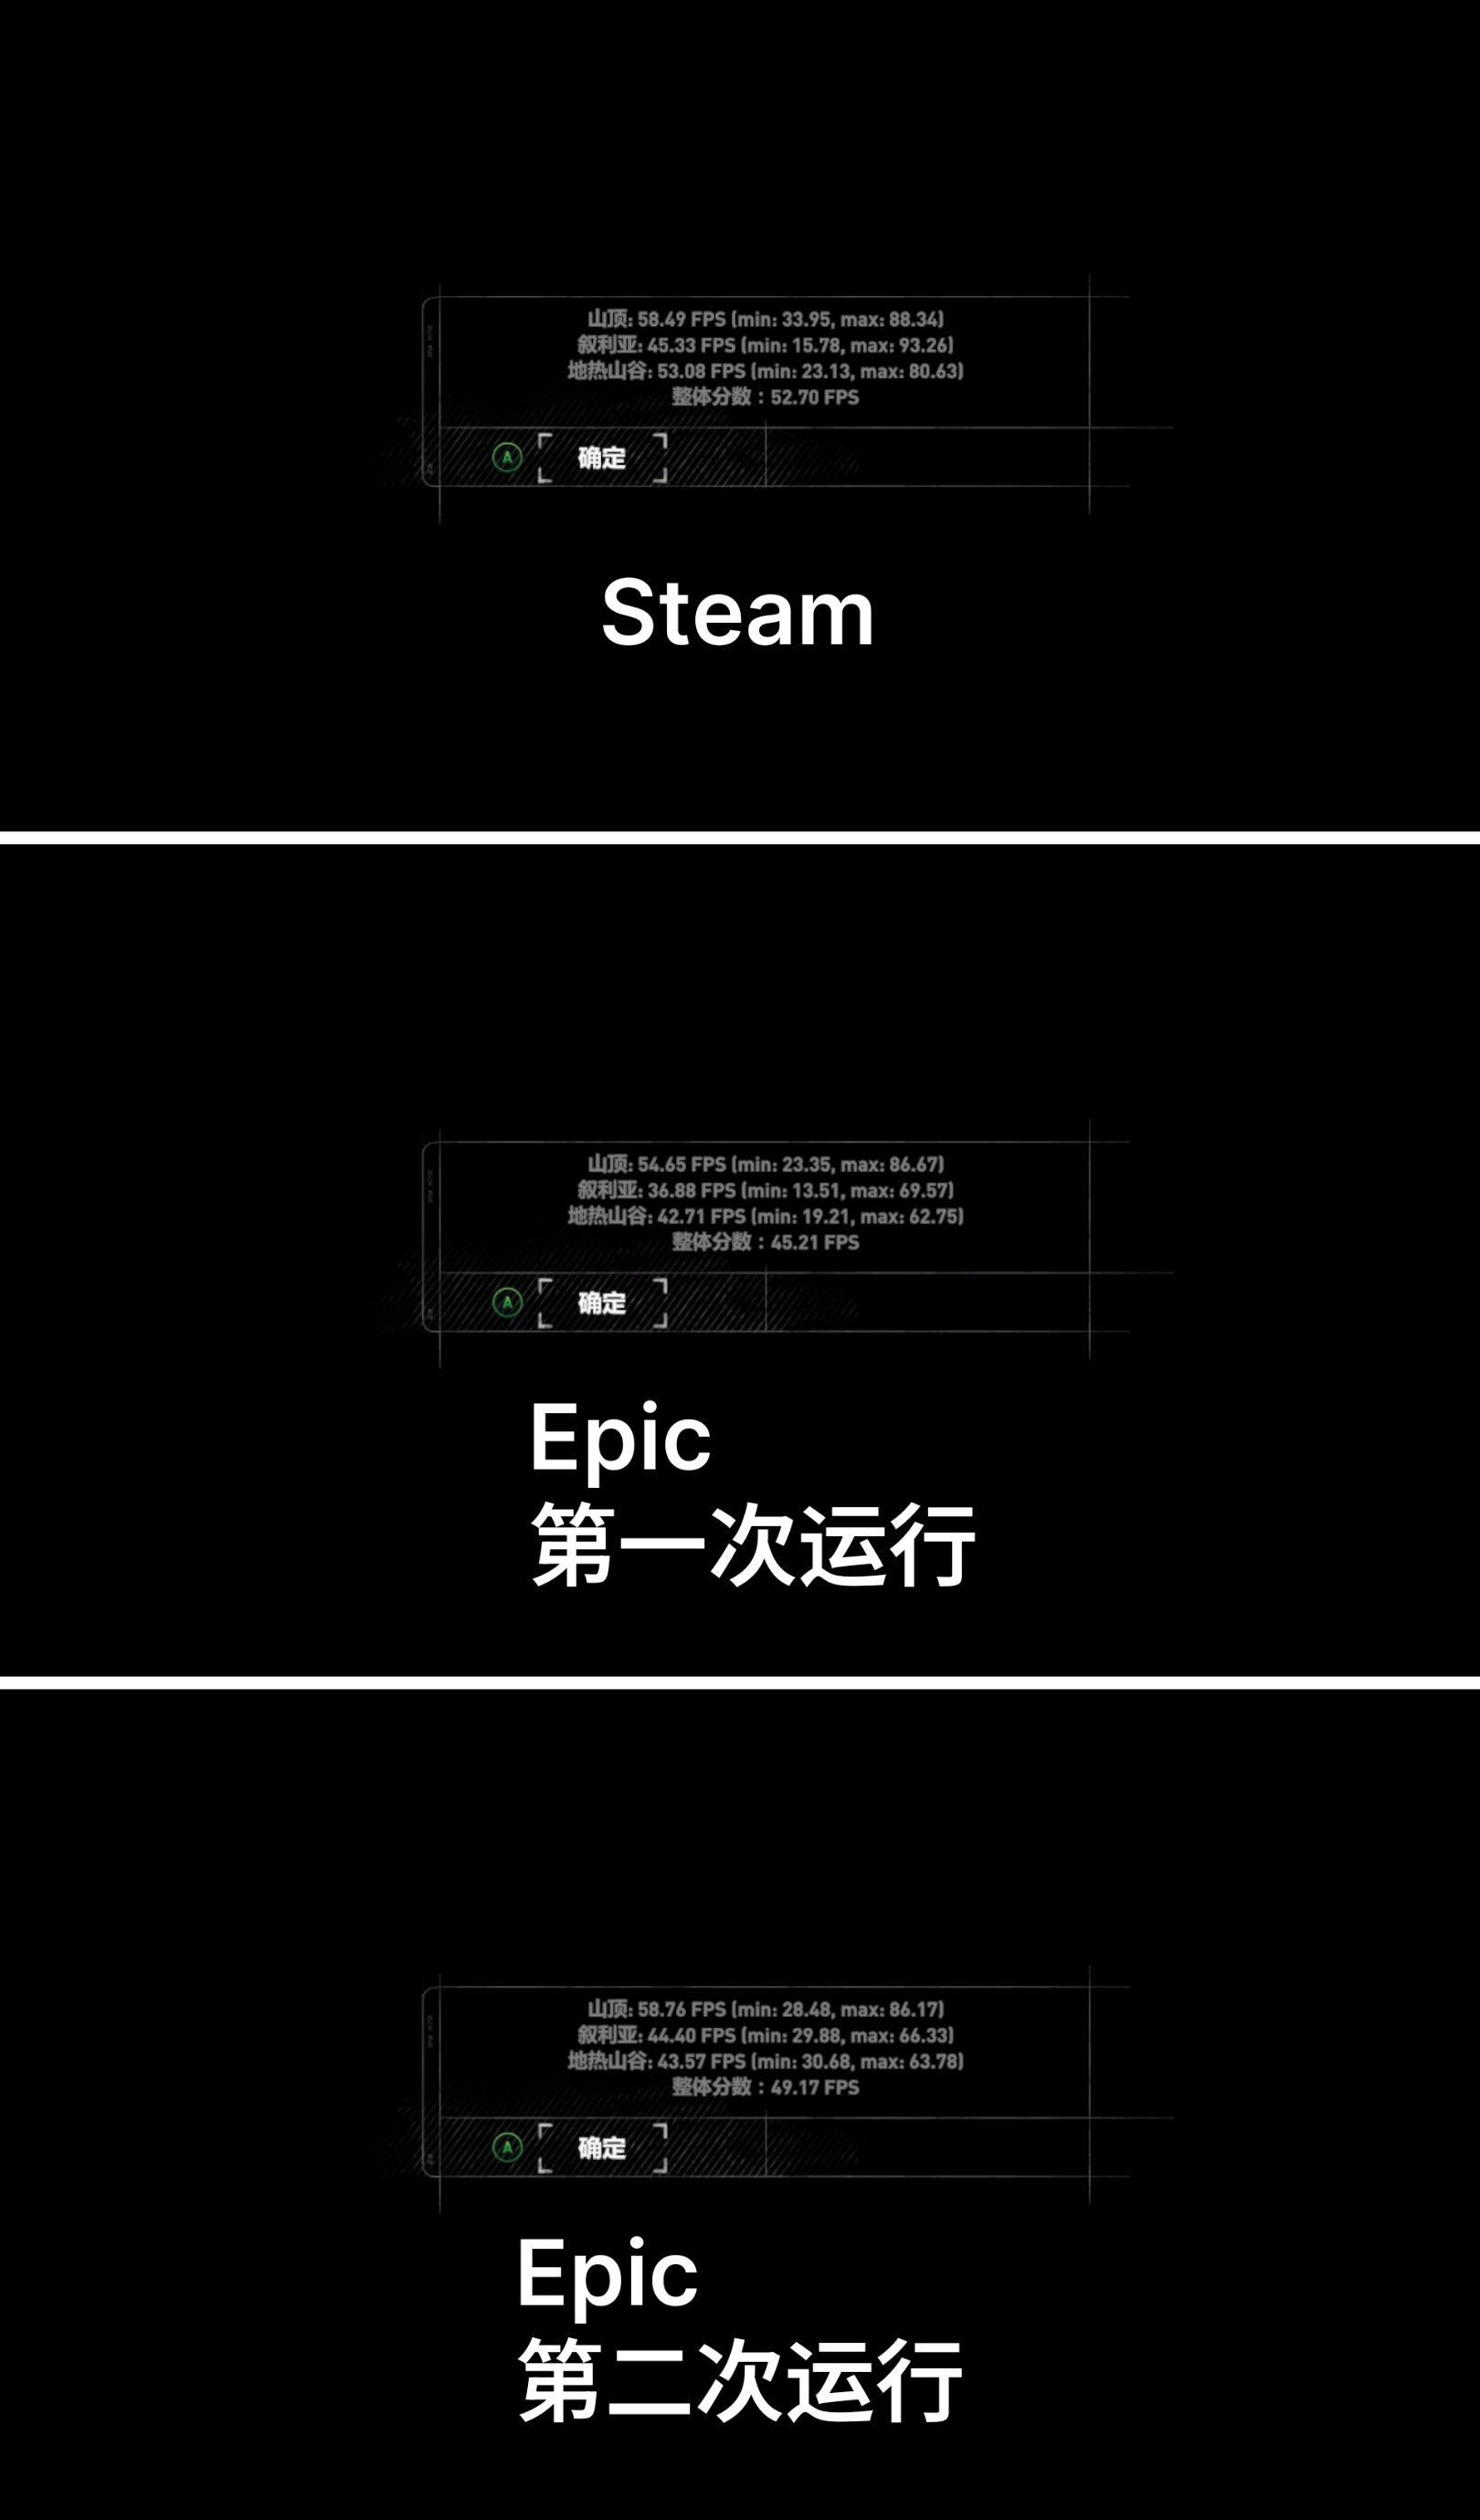 山顶: 58.49 FPS (min: 33.95, max: 88.34)
叙利亚: 45.33 FPS (min: 15.78, max: 93.26)
地热山谷: 53.08 FPS (min: 23.13, max: 80.63)
整体分数：52.70 FPS
A 确定
Steam
山顶: 54.65 FPS (min: 23.35, max: 86.67)
叙利亚: 36.88 FPS (min: 13.51, max: 69.57)
地热山谷: 42.71 FPS (min: 19.21, max: 62.75)
整体分数：45.21 FPS
A 确定
Epic
第一次运行
山顶: 58.76 FPS (min: 28.48, max: 86.17)
叙利亚: 44.40 FPS (min: 29.88, max: 66.33)
地热山谷: 43.57 FPS (min: 30.68, max: 63.78)
整体分数：49.17 FPS
A 确定
Epic
第二次运行